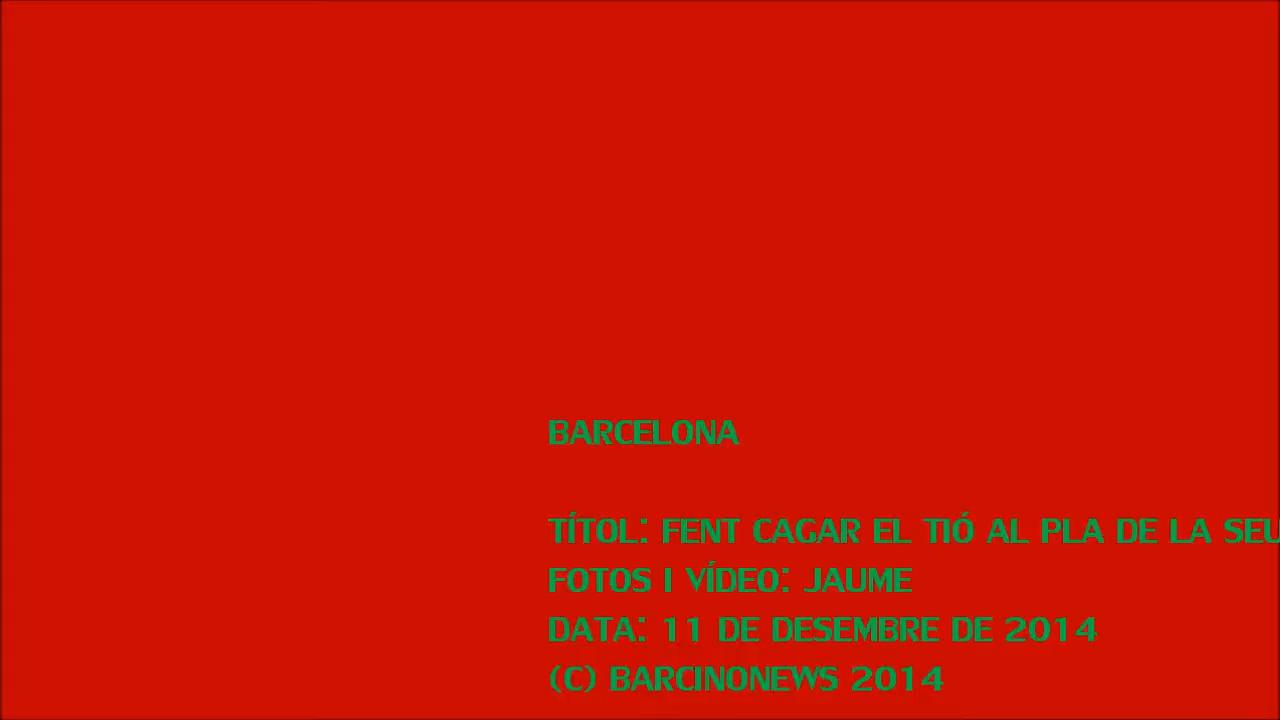 BARCELONA
TÍTOL: FENT CAGAR EL TIÓ AL PLA DE LA SEU
FOTOS I VÍDEO: JAUME
DATA: 11 DE DESEMBRE DE 2014
(C) BARCINONEWS 2014